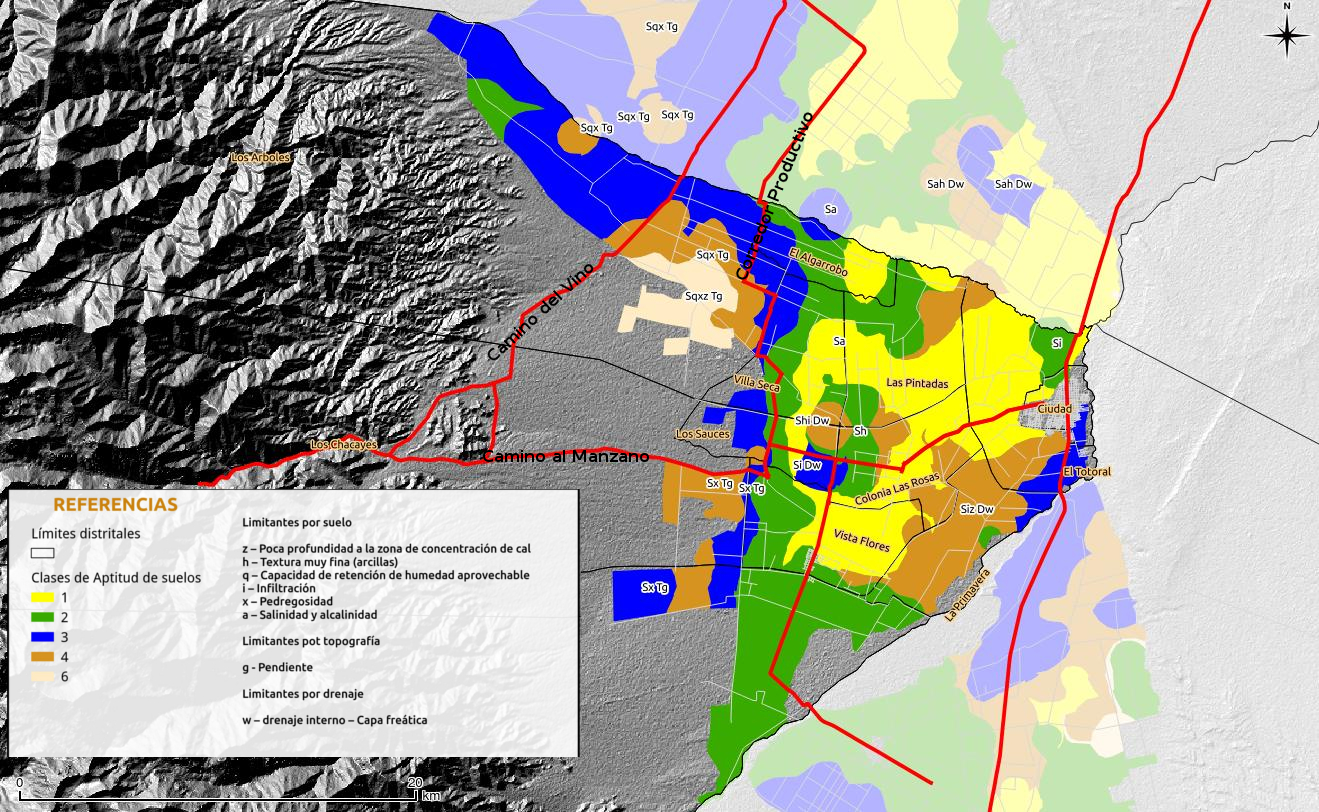 N
Sqx Tg
Sqx Tg
Sqx Tg
Sqx Tg
Los Arboles
Corredor Productivo
Sah Dw
Sah Dw
Sa
El Algarrobo
Sqx Tg
Sqxz Tg
Camino del Vino
Sa
Si
Villa Seca
Las Pintadas
Ciudad
Shi Dw
Sh
Los Sauces
Los Chacayes
Camino al Manzano
Si Dw
El Totoral
Sx Tg
Sx Tg
Colonia Las Rosas
Siz Dw
Vista Flores
Sx Tg
La Primavera
REFERENCIAS
Límites distritales
Clases de Aptitud de suelos
1
2
3
4
6
Limitantes por suelo
z – Poca profundidad a la zona de concentración de cal
h – Textura muy fina (arcillas)
q – Capacidad de retención de humedad aprovechable
i – Infiltración
x – Pedregosidad
a – Salinidad y alcalinidad
Limitantes pot topografía
g - Pendiente
Limitantes por drenaje
w – drenaje interno – Capa freática
0
20
km